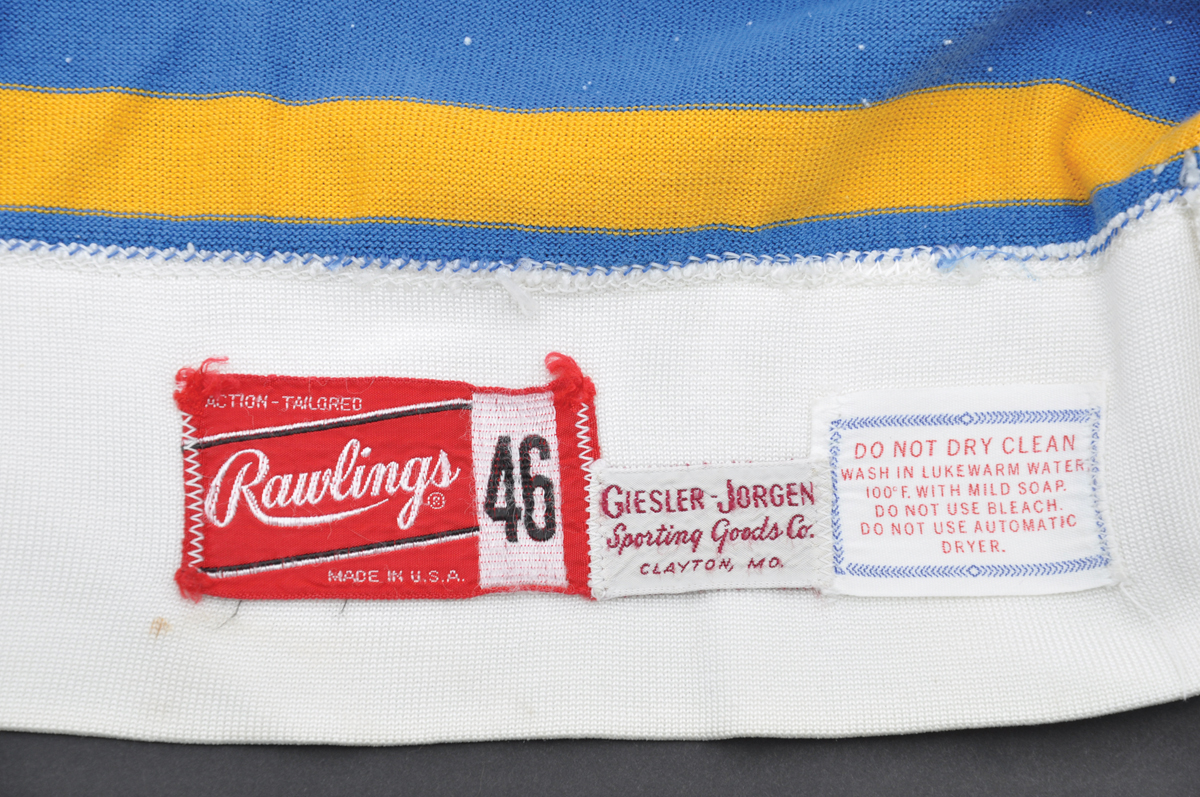 ACTION-TAILORED
Rawlings®
MADE IN U.S.A.
46
GIESLER-JORGEN
Sporting Goods Co.
CLAYTON, MO.
DO NOT DRY CLEAN
WASH IN LUKEWARM WATER,
100°F, WITH MILD SOAP.
DO NOT USE BLEACH.
DO NOT USE AUTOMATIC
DRYER.